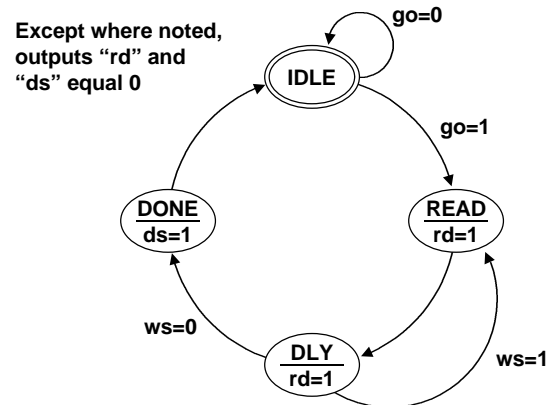 Except where noted,
outputs “rd” and
“ds” equal 0
go=0
IDLE
go=1
DONE
ds=1
READ
rd=1
ws=0
DLY
rd=1
ws=1